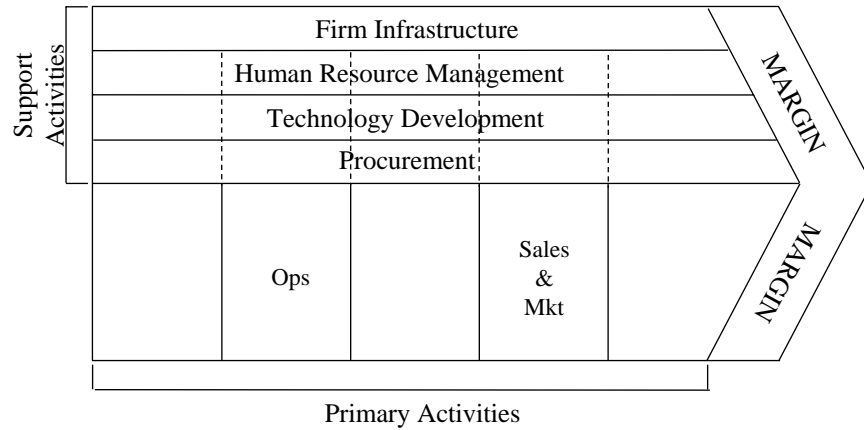 Support
Activities
Firm Infrastructure
Human Resource Management
Technology Development
Procurement
MARGIN
Ops
Sales
&
Mkt
MARGIN
Primary Activities